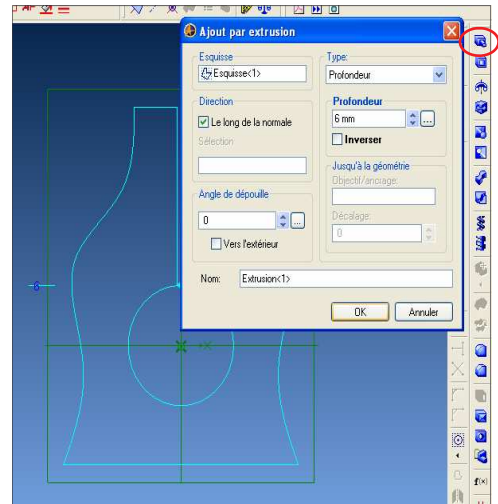 Ajout par extrusion
Esquisse
Esquisse<1>
Type:
Profondeur
Direction
Le long de la normale
Sélection
Profondeur
6 mm
...
Inverser
Jusqu'à la géométrie
Objectif/ancrage:
Angle de dépouille
0
...
Vers l'extérieur
Décalage:
0
Nom:
Extrusion<1>
OK
Annuler
6
X
f(x)